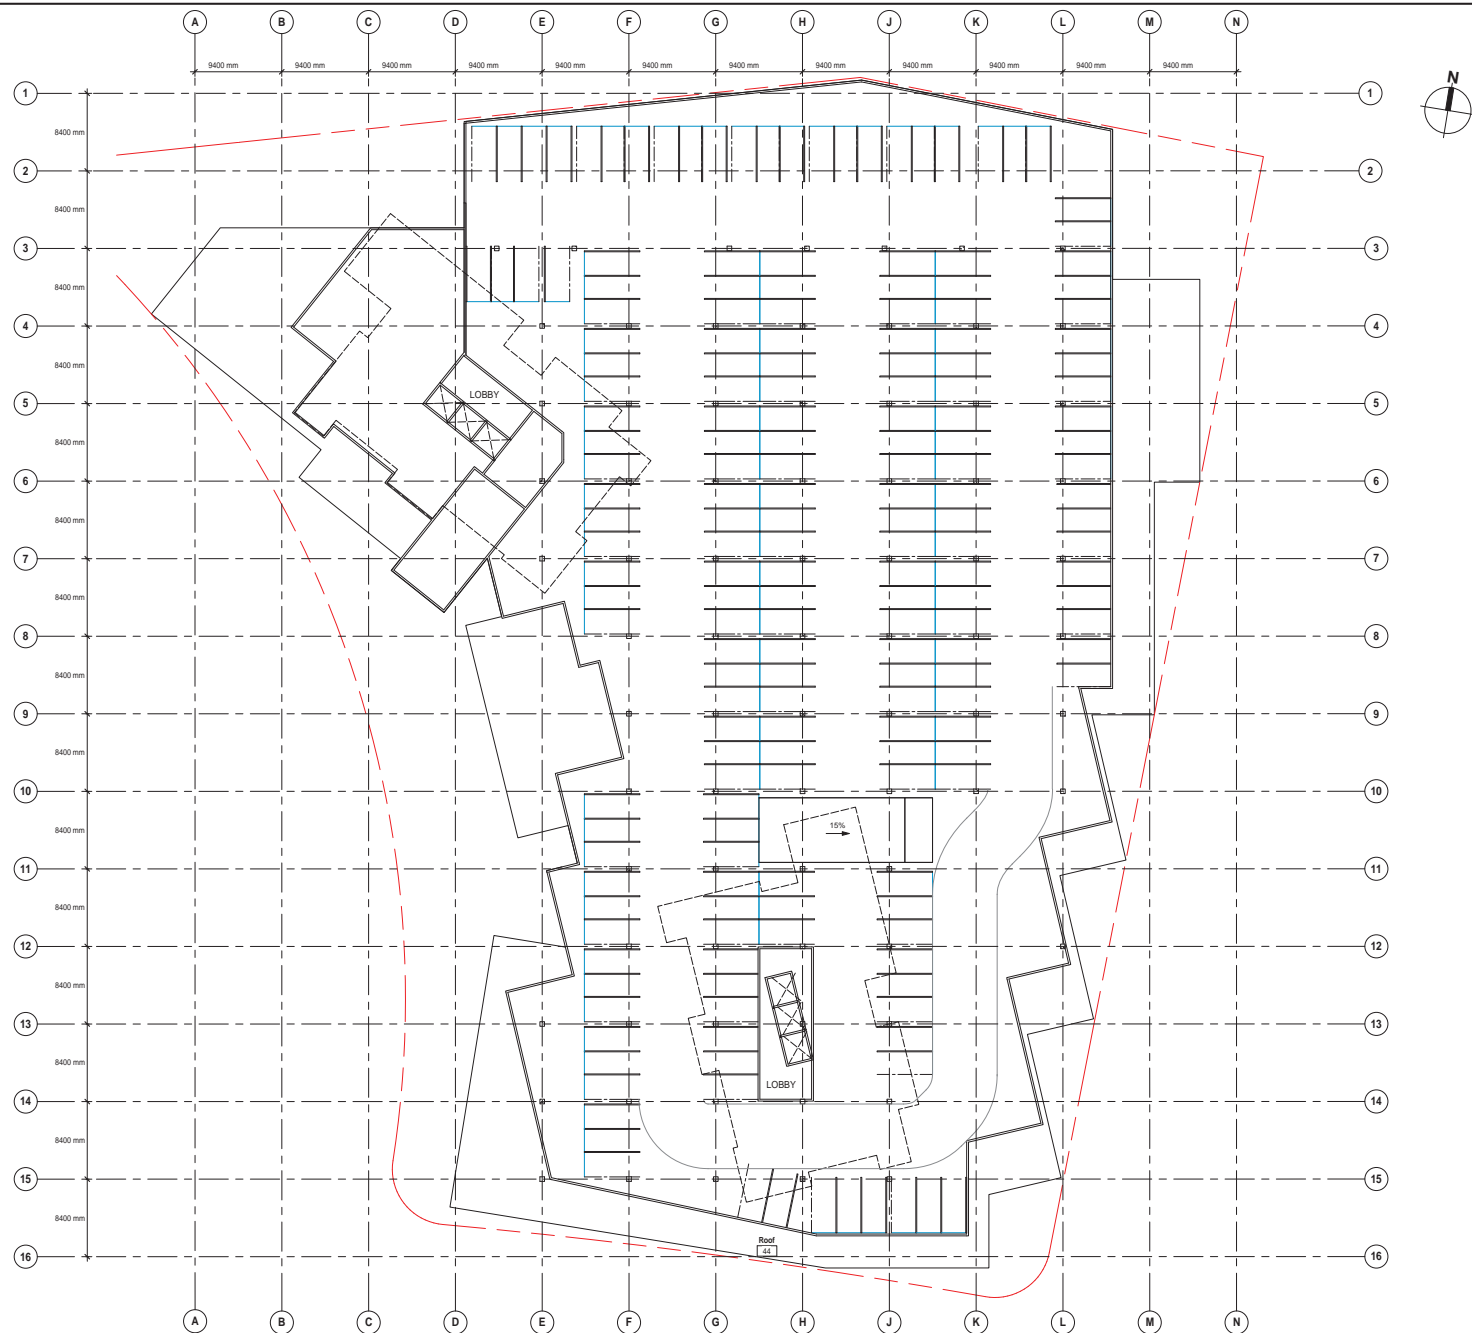 A B C D E F G H J K L M N
9400 mm 9400 mm 9400 mm 9400 mm 9400 mm 9400 mm 9400 mm 9400 mm 9400 mm 9400 mm 9400 mm 9400 mm
N
1 1
8400 mm
2 2
8400 mm
3 3
8400 mm
4 4
8400 mm
LOBBY
5 5
8400 mm
6 6
8400 mm
7 7
8400 mm
8 8
8400 mm
9 9
8400 mm
10 10
15%
8400 mm
11 11
8400 mm
12 12
8400 mm
13 13
8400 mm
LOBBY
14 14
8400 mm
15 15
8400 mm
Roof
44
16 16
A B C D E F G H J K L M N